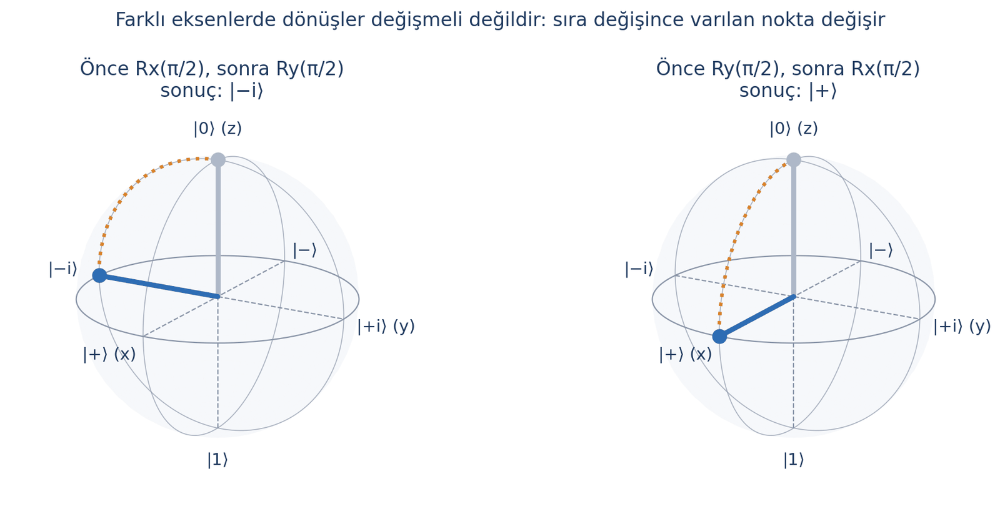 Farklı eksenlerde dönüşler değişmeli değildir: sıra değişince varılan nokta değişir
Önce Rx(π/2), sonra Ry(π/2)
sonuç: |−i⟩
|0⟩ (z)
|−⟩
|−i⟩
|+i⟩ (y)
|+⟩ (x)
|1⟩
Önce Ry(π/2), sonra Rx(π/2)
sonuç: |+⟩
|0⟩ (z)
|−⟩
|−i⟩
|+i⟩ (y)
|+⟩ (x)
|1⟩